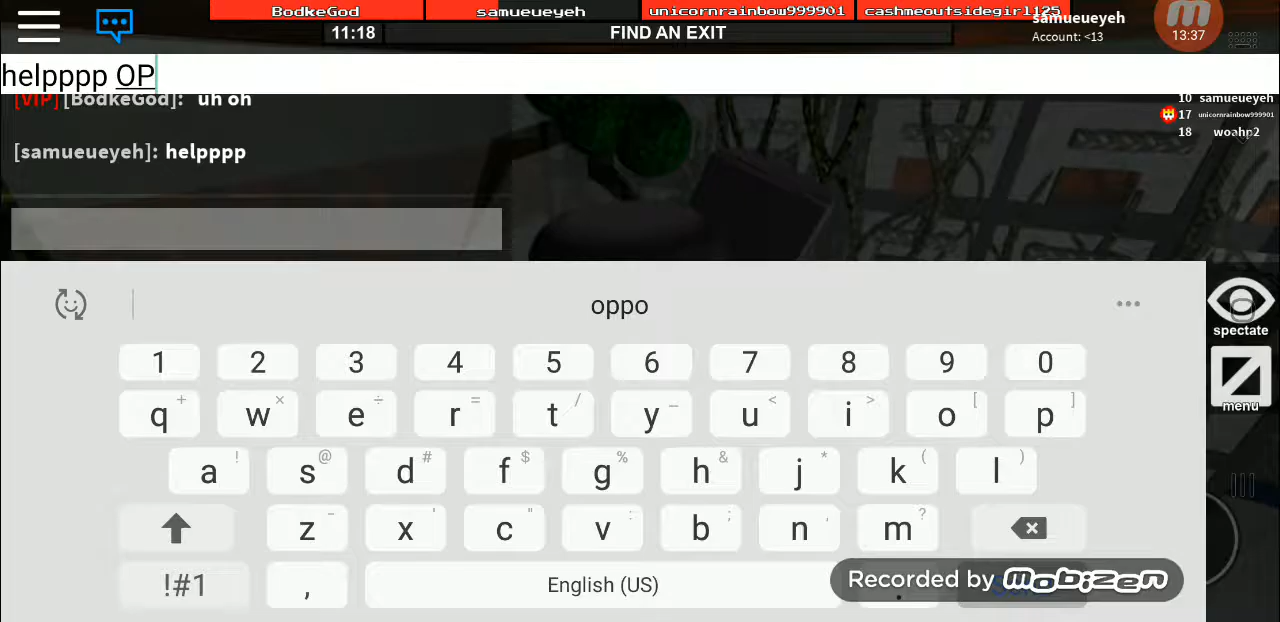 BodkeGod samueueyeh unicornrainbow999901 cashmeoutsidegirl1125
samueueyeh
Account: <13
11:18 FIND AN EXIT
13:37
helpppp OP
[VIP] [BodkeGod]: uh oh
10 samueueyeh
17 unicornrainbow999901
18 woahp2
[samueueyeh]: helpppp
oppo
spectate
menu
1 2 3 4 5 6 7 8 9 0
q + w × e ÷ r = t / y _ u < i > o [ p ]
a ! s @ d # f $ g % h & j * k ( l )
z - x ' c " v : b ; n , m ?
!#1 , English (US) .
Recorded by mobizen